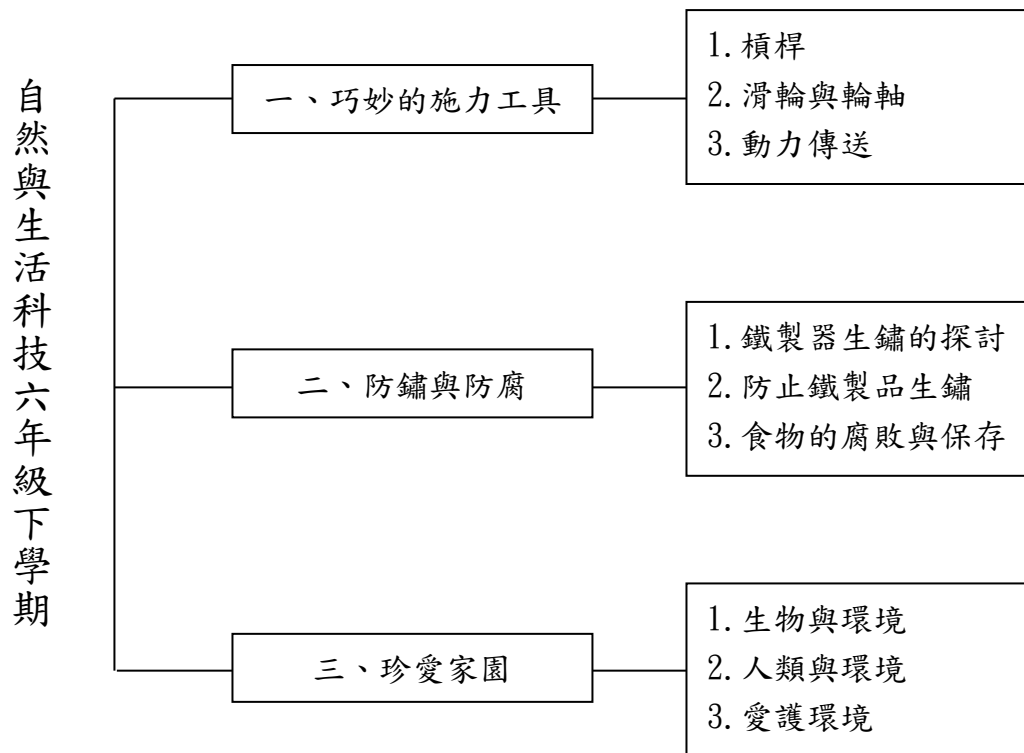 自然與生活科技六年級下學期
一、巧妙的施力工具
1.槓桿
2.滑輪與輪軸
3.動力傳送
二、防鏽與防腐
1.鐵製器生鏽的探討
2.防止鐵製品生鏽
3.食物的腐敗與保存
三、珍愛家園
1.生物與環境
2.人類與環境
3.愛護環境